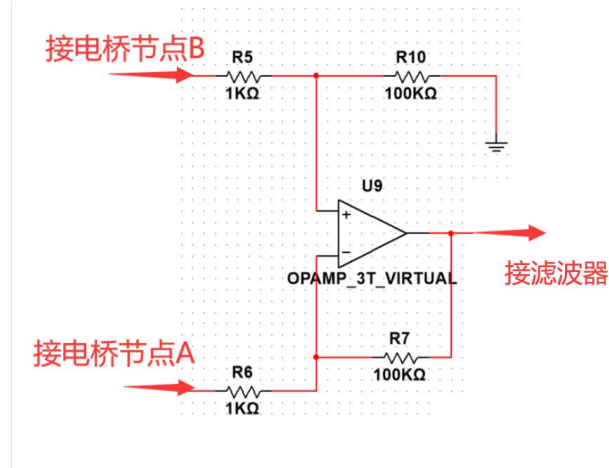 接电桥节点B
R5
1KΩ
R10
100KΩ
U9
+
−
OPAMP_3T_VIRTUAL
接滤波器
接电桥节点A
R7
100KΩ
R6
1KΩ